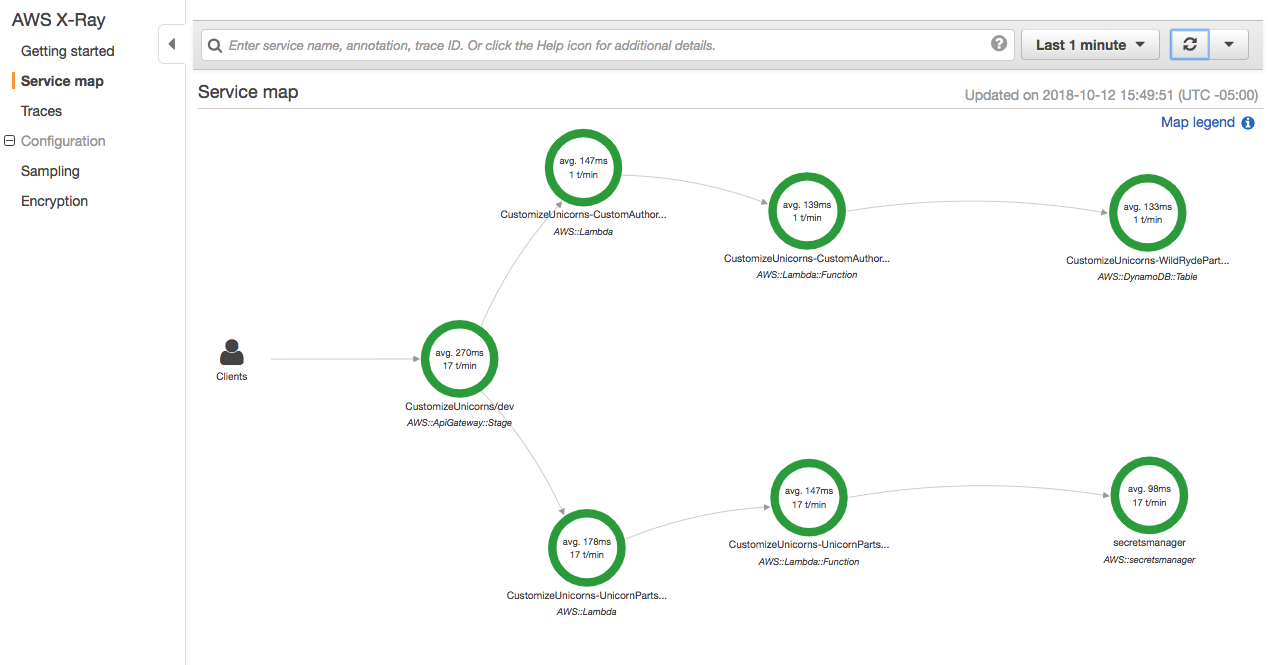 AWS X-Ray
Getting started
Service map
Traces
Configuration
Sampling
Encryption
Enter service name, annotation, trace ID. Or click the Help icon for additional details.
?
Last 1 minute
Service map
Updated on 2018-10-12 15:49:51 (UTC -05:00)
Map legend i
avg. 147ms
1 t/min
CustomizeUnicorns-CustomAuthor...
AWS::Lambda
avg. 139ms
1 t/min
CustomizeUnicorns-CustomAuthor...
AWS::Lambda::Function
avg. 133ms
1 t/min
CustomizeUnicorns-WildRydePart...
AWS::DynamoDB::Table
Clients
avg. 270ms
17 t/min
CustomizeUnicorns/dev
AWS::ApiGateway::Stage
avg. 178ms
17 t/min
CustomizeUnicorns-UnicornParts...
AWS::Lambda
avg. 147ms
17 t/min
CustomizeUnicorns-UnicornParts...
AWS::Lambda::Function
avg. 98ms
17 t/min
secretsmanager
AWS::secretsmanager